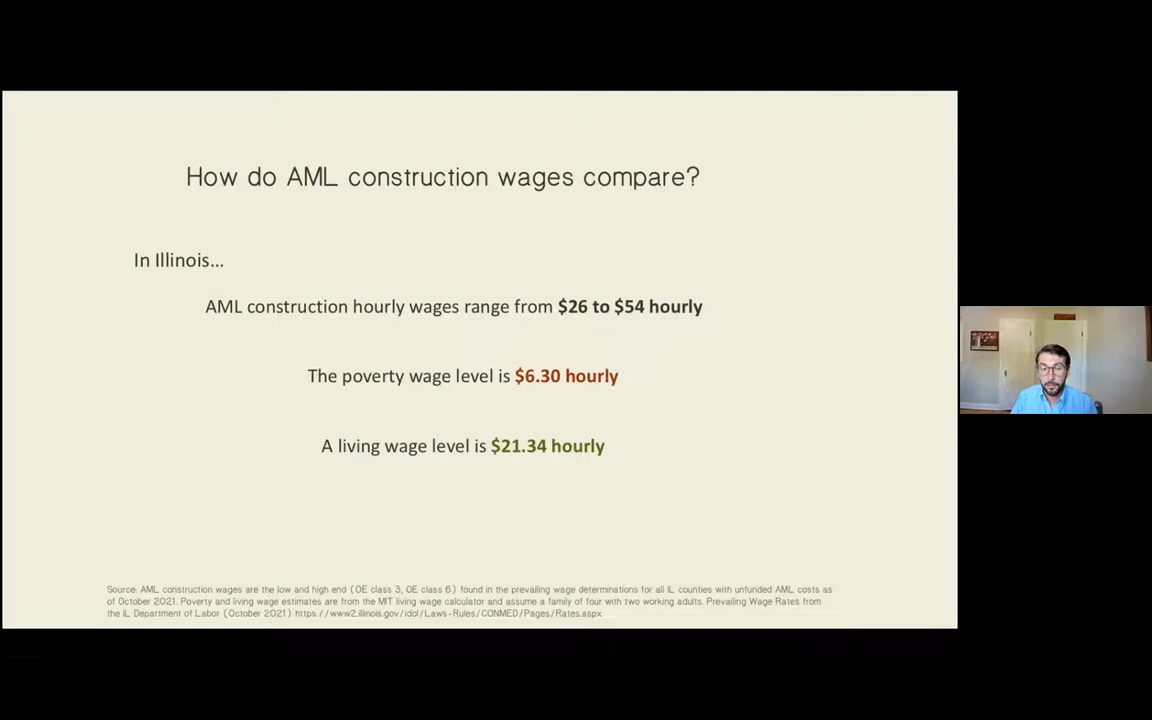 How do AML construction wages compare?
In Illinois...
AML construction hourly wages range from $26 to $54 hourly
The poverty wage level is $6.30 hourly
A living wage level is $21.34 hourly
Source: AML construction wages are the low and high end (OE class 3, OE class 6) found in the prevailing wage determinations for all IL counties with unfunded AML costs as
of October 2021. Poverty and living wage estimates are from the MIT living wage calculator and assume a family of four with two working adults. Prevailing Wage Rates from
the IL Department of Labor (October 2021) https://www2.illinois.gov/idol/Laws-Rules/CONMED/Pages/Rates.aspx